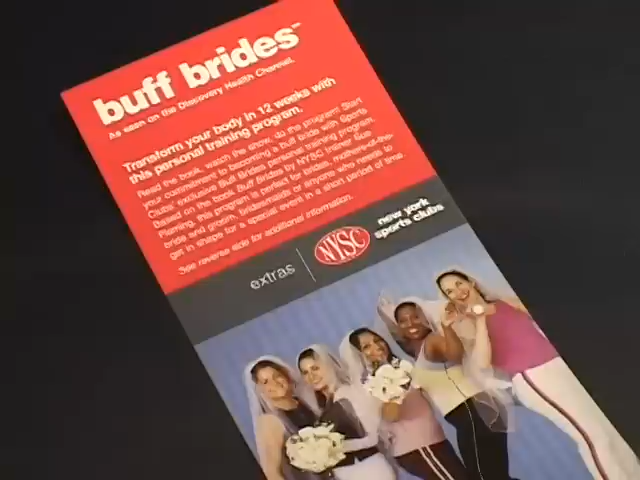 buff brides™
As seen on the Discovery Health Channel.
Transform your body in 12 weeks with
this personal training program.
Read the book, watch the show, do the program! Start
your commitment to becoming a buff bride with Sports
Clubs' exclusive Buff Brides personal training program.
Based on the book Buff Brides by NYSC trainer Sue
Fleming, this program is perfect for brides, mothers-of-the-
bride and groom, bridesmaids or anyone who needs to
get in shape for a special event in a short period of time.
See reverse side for additional information.
extras
NYSC
new york
sports clubs